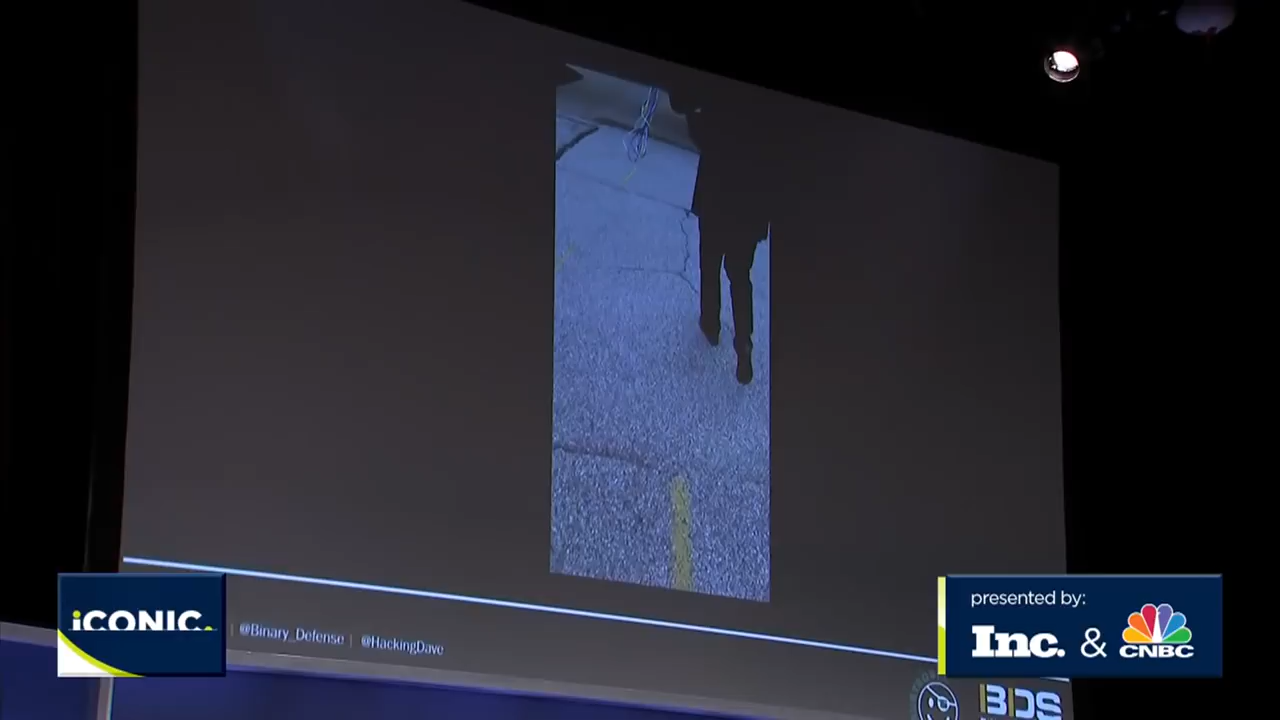 iCONIC.
@Binary_Defense | @HackingDave
presented by:
Inc. & CNBC
BDS